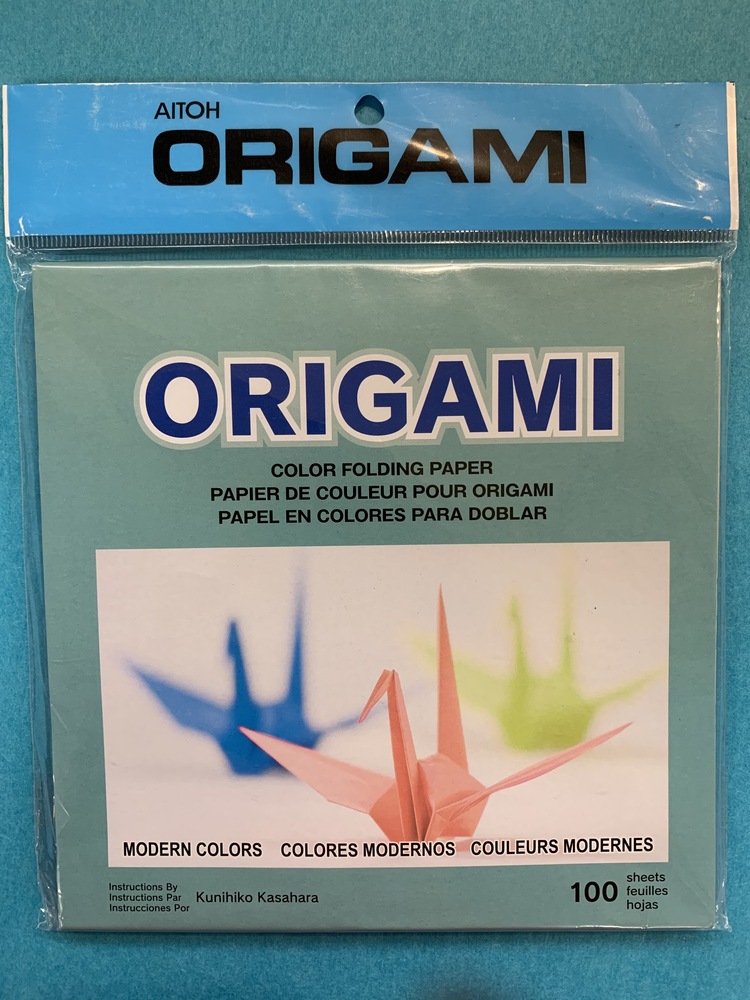 AITOH
ORIGAMI
ORIGAMI
COLOR FOLDING PAPER
PAPIER DE COULEUR POUR ORIGAMI
PAPEL EN COLORES PARA DOBLAR
MODERN COLORS COLORES MODERNOS COULEURS MODERNES
Instructions By
Instructions Par
Instrucciones Por
Kunihiko Kasahara
100
sheets
feuilles
hojas